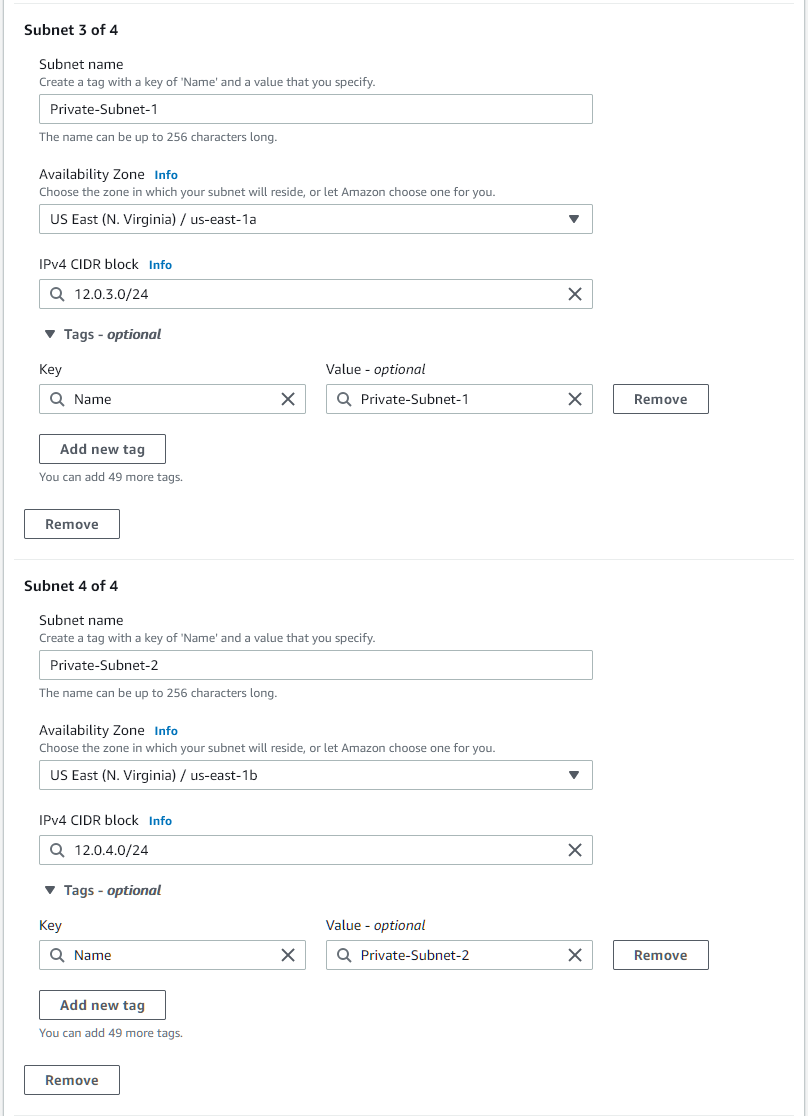 Subnet 3 of 4
Subnet name
Create a tag with a key of 'Name' and a value that you specify.
Private-Subnet-1
The name can be up to 256 characters long.
Availability Zone Info
Choose the zone in which your subnet will reside, or let Amazon choose one for you.
US East (N. Virginia) / us-east-1a
IPv4 CIDR block Info
12.0.3.0/24
Tags - optional
Key Value - optional
Name Private-Subnet-1 Remove
Add new tag
You can add 49 more tags.
Remove
Subnet 4 of 4
Subnet name
Create a tag with a key of 'Name' and a value that you specify.
Private-Subnet-2
The name can be up to 256 characters long.
Availability Zone Info
Choose the zone in which your subnet will reside, or let Amazon choose one for you.
US East (N. Virginia) / us-east-1b
IPv4 CIDR block Info
12.0.4.0/24
Tags - optional
Key Value - optional
Name Private-Subnet-2 Remove
Add new tag
You can add 49 more tags.
Remove